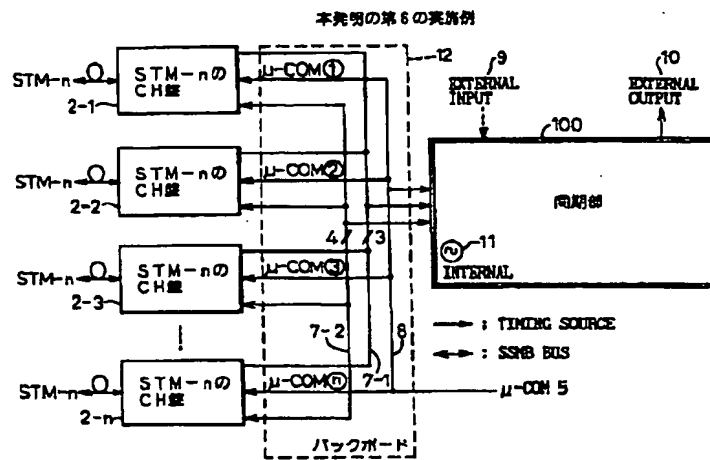 本発明の第6の実施例
STM-n
STM-nの
CH盤
2-1
μ-COM①
12
9
EXTERNAL
INPUT
10
EXTERNAL
OUTPUT
100
同期部
11
INTERNAL
STM-n
STM-nの
CH盤
2-2
μ-COM②
4
3
STM-n
STM-nの
CH盤
2-3
μ-COM③
7-2
8
7-1
STM-n
STM-nの
CH盤
2-n
μ-COMⓝ
: TIMING SOURCE
: SSMB BUS
μ-COM 5
バックボード